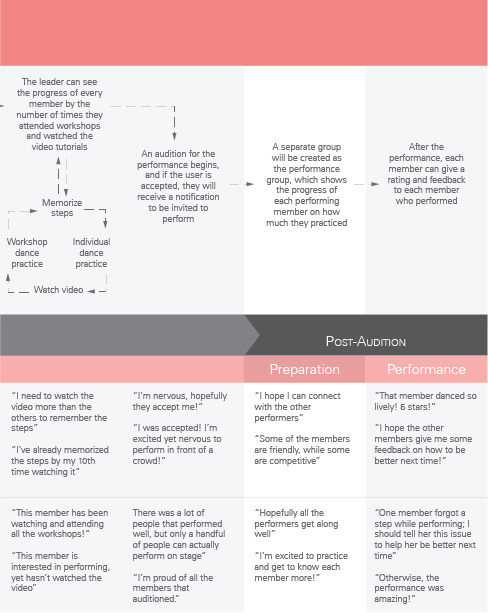 The leader can see
the progress of every
member by the
number of times they
attended workshops
and watched the
video tutorials
Memorize
steps
Workshop
dance
practice
Individual
dance
practice
Watch video
An audition for the
performance begins,
and if the user is
accepted, they will
receive a notification
to be invited to
perform
A separate group
will be created as
the performance
group, which shows
the progress of
each performing
member on how
much they practiced
After the
performance, each
member can give a
rating and feedback
to each member
who performed
Post-Audition
Preparation
Performance
“I need to watch the
video more than the
others to remember the
steps”
“I’ve already memorized
the steps by my 10th
time watching it”
“I’m nervous, hopefully
they accept me!”
“I was accepted! I’m
excited yet nervous to
perform in front of a
crowd!”
“I hope I can connect
with the other
performers”
“Some of the members
are friendly, while some
are competitive”
“That member danced so
lively! 6 stars!”
“I hope the other
members give me some
feedback on how to be
better next time!”
“This member has been
watching and attending
all the workshops!”
“This member is
interested in performing,
yet hasn’t watched the
video”
There was a lot of
people that performed
well, but only a handful
of people can actually
perform on stage”
“I’m proud of all the
members that
auditioned.”
“Hopefully all the
performers get along
well”
“I’m excited to practice
and get to know each
member more!”
“One member forgot a
step while performing; I
should tell her this issue
to help her be better next
time”
“Otherwise, the
performance was
amazing!”